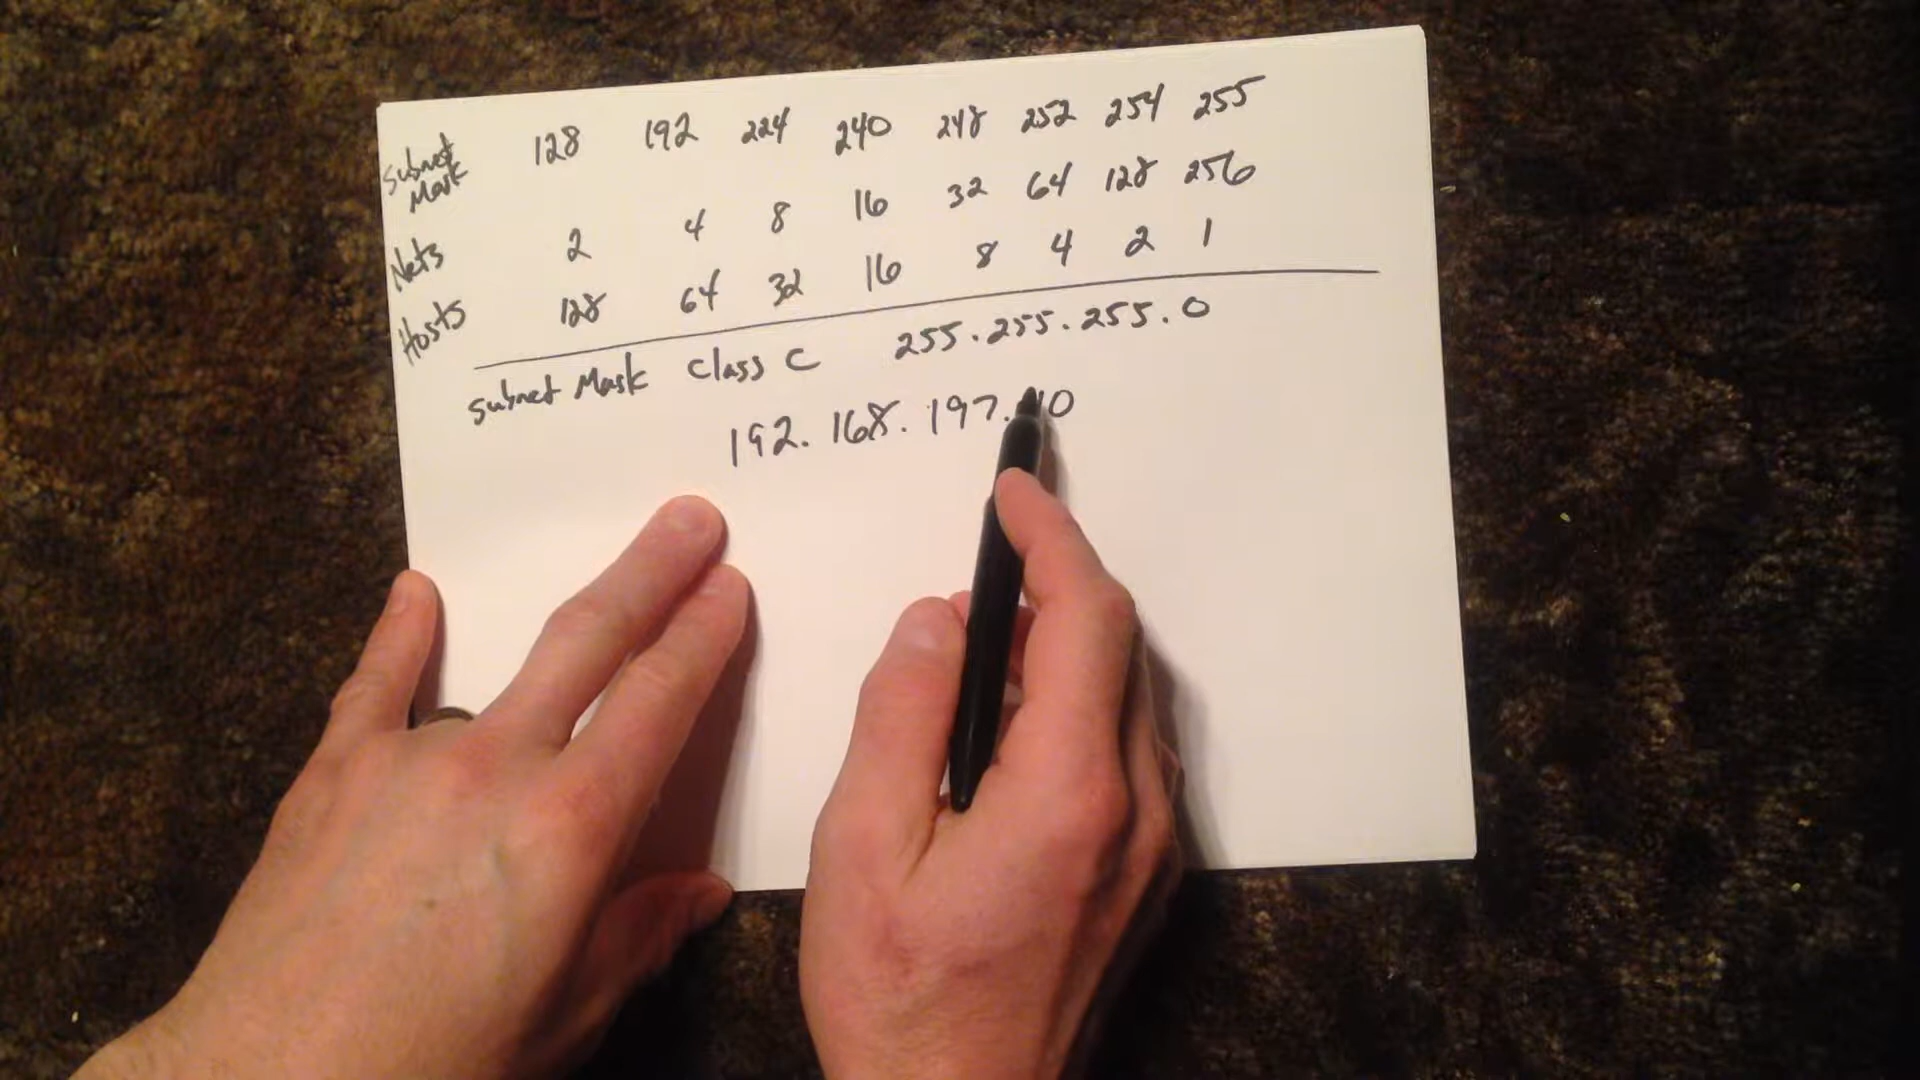 Subnet Mask 128 192 224 240 248 252 254 255
Nets 2 4 8 16 32 64 128 256
Hosts 128 64 32 16 8 4 2 1
Subnet Mask Class C 255.255.255.0
192.168.197.